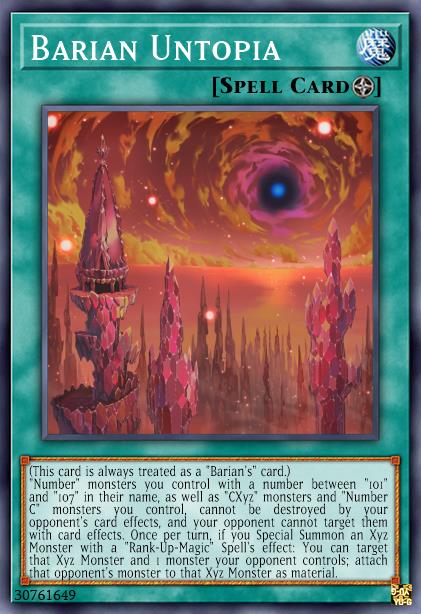 BARIAN UNTOPIA
魔
[SPELL CARD]
(This card is always treated as a "Barian's" card.)
"Number" monsters you control with a number between "101"
and "107" in their name, as well as "CXyz" monsters and "Number
C" monsters you control, cannot be destroyed by your
opponent's card effects, and your opponent cannot target them
with card effects. Once per turn, if you Special Summon an Xyz
Monster with a "Rank-Up-Magic" Spell's effect: You can target
that Xyz Monster and 1 monster your opponent controls; attach
that opponent's monster to that Xyz Monster as material.
30761649